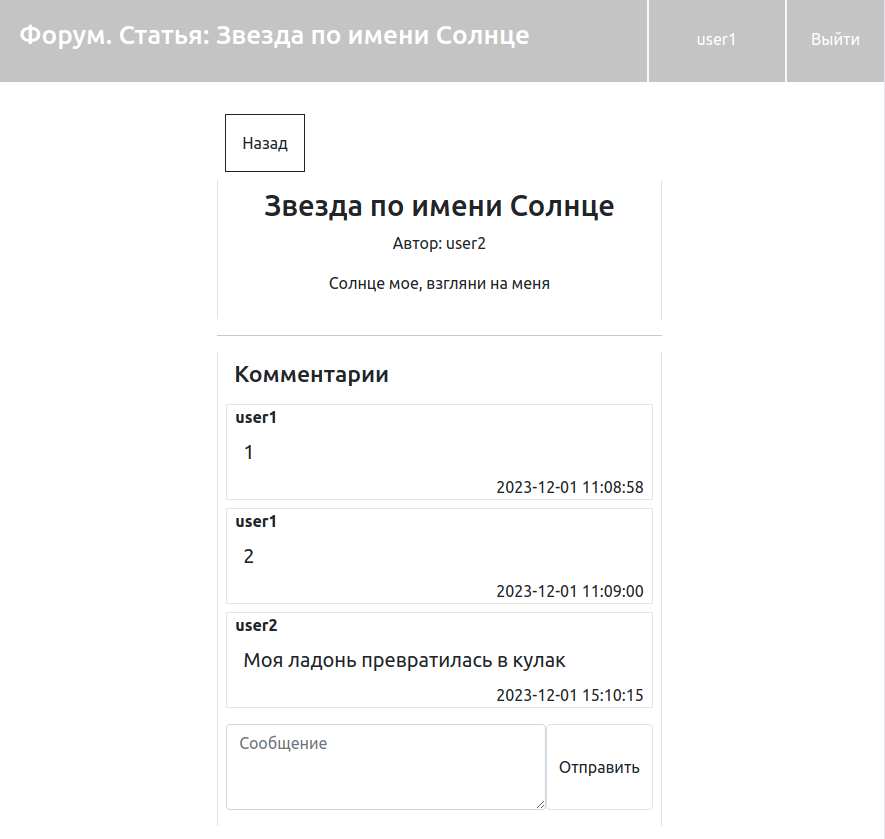 Форум. Статья: Звезда по имени Солнце
user1
Выйти
Назад
Звезда по имени Солнце
Автор: user2
Солнце мое, взгляни на меня
Комментарии
user1
1
2023-12-01 11:08:58
user1
2
2023-12-01 11:09:00
user2
Моя ладонь превратилась в кулак
2023-12-01 15:10:15
Сообщение
Отправить